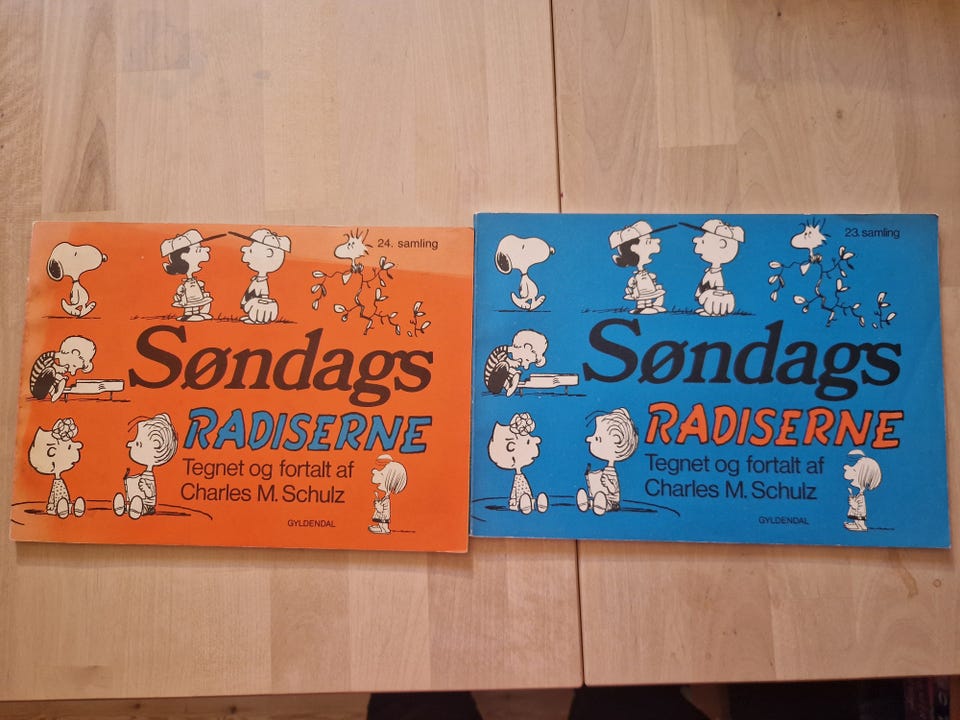 24. samling
Søndags
RADISERNE
Tegnet og fortalt af
Charles M. Schulz
GYLDENDAL
23. samling
Søndags
RADISERNE
Tegnet og fortalt af
Charles M. Schulz
GYLDENDAL